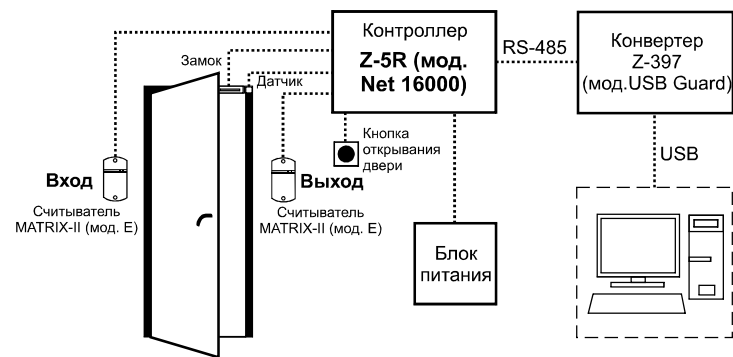 Контроллер
Z-5R (мод.
Net 16000)
RS-485
Конвертер
Z-397
(мод.USB Guard)
Замок
Датчик
Кнопка
открывания
двери
USB
Вход
Считыватель
MATRIX-II (мод. Е)
Выход
Считыватель
MATRIX-II (мод. Е)
Блок
питания